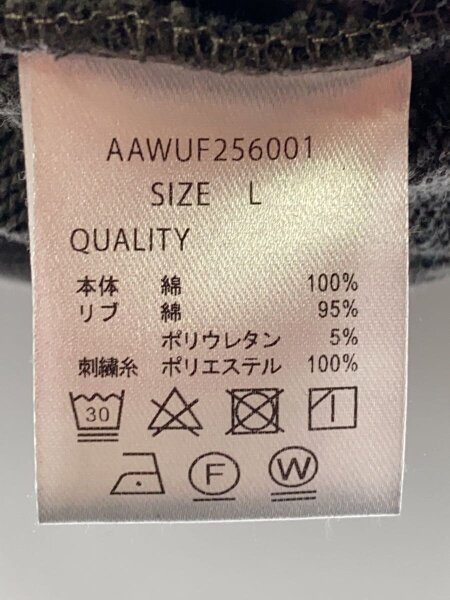 AAWUF256001
SIZE L
QUALITY
本体 綿 100%
リブ 綿 95%
ポリウレタン 5%
刺繍糸 ポリエステル 100%
30
F W